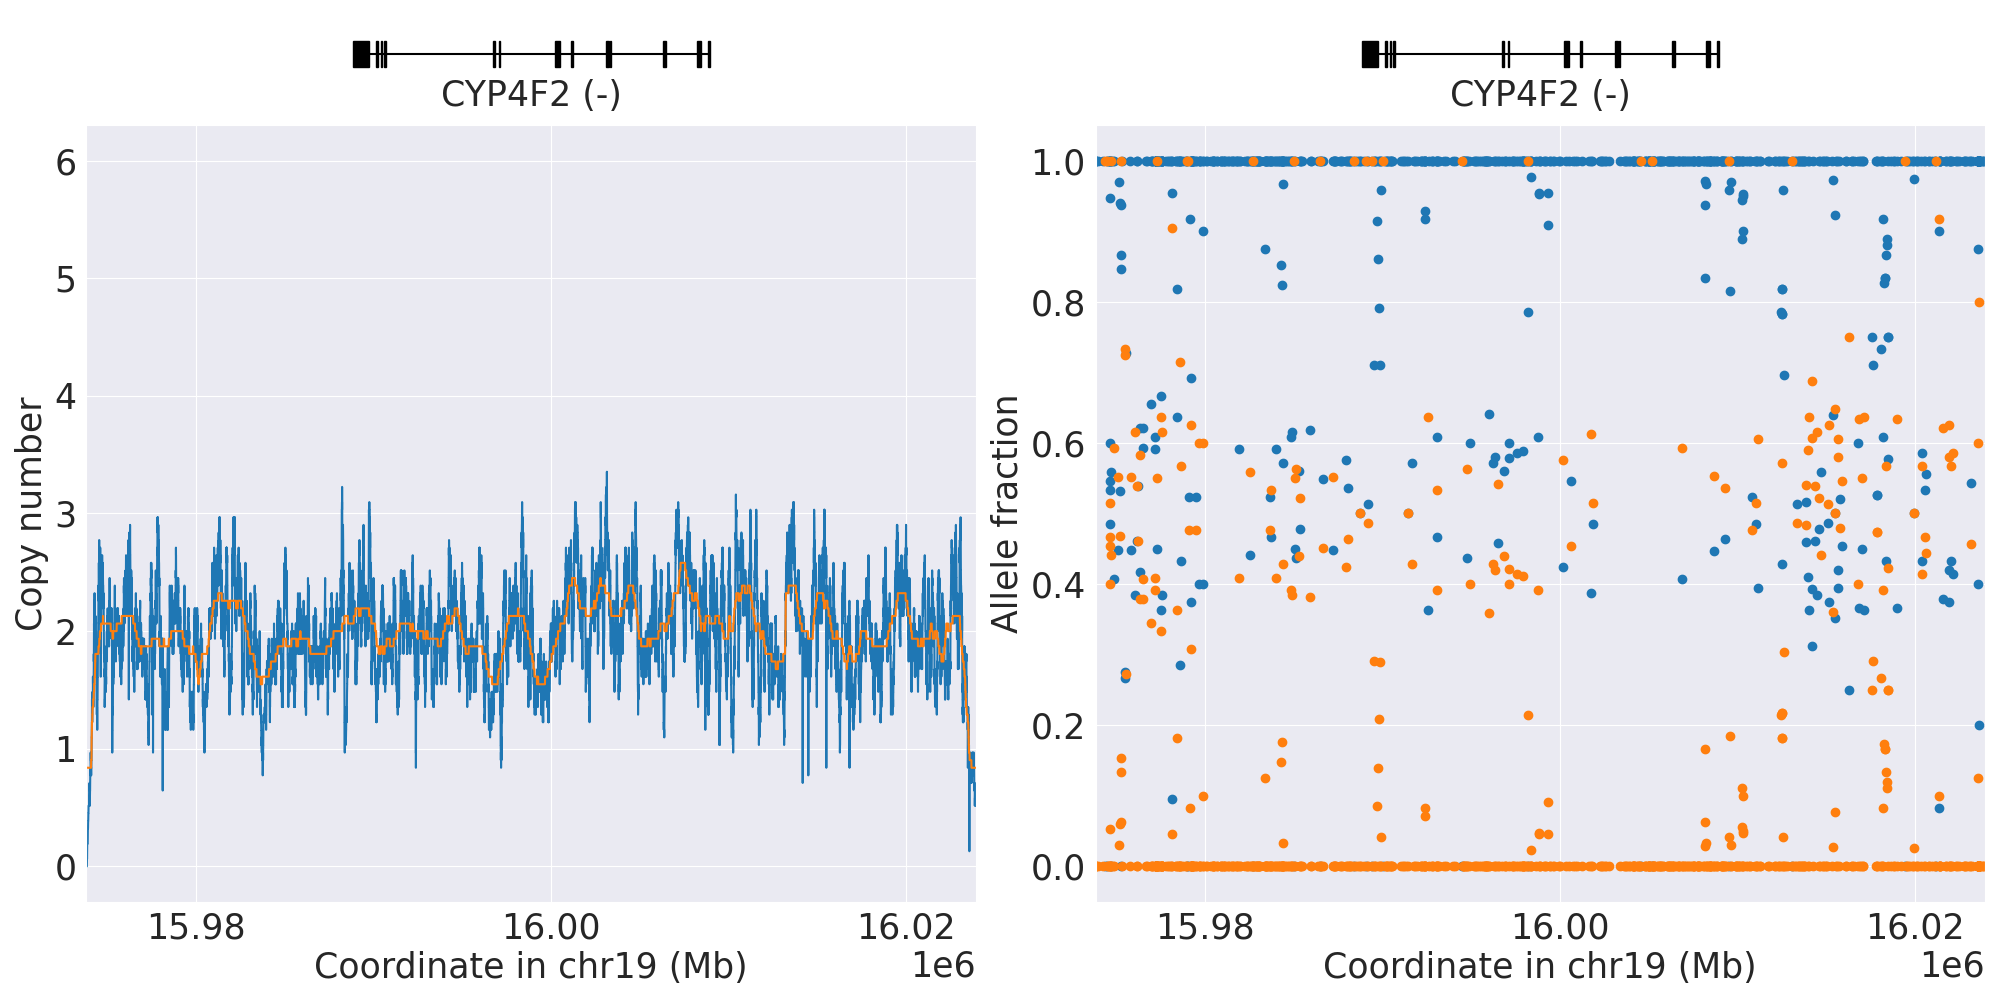 CYP4F2 (-)
6
5
4
3
2
1
0
Copy number
15.98
16.00
16.02
Coordinate in chr19 (Mb)
1e6
CYP4F2 (-)
1.0
0.8
0.6
0.4
0.2
0.0
Allele fraction
15.98
16.00
16.02
Coordinate in chr19 (Mb)
1e6